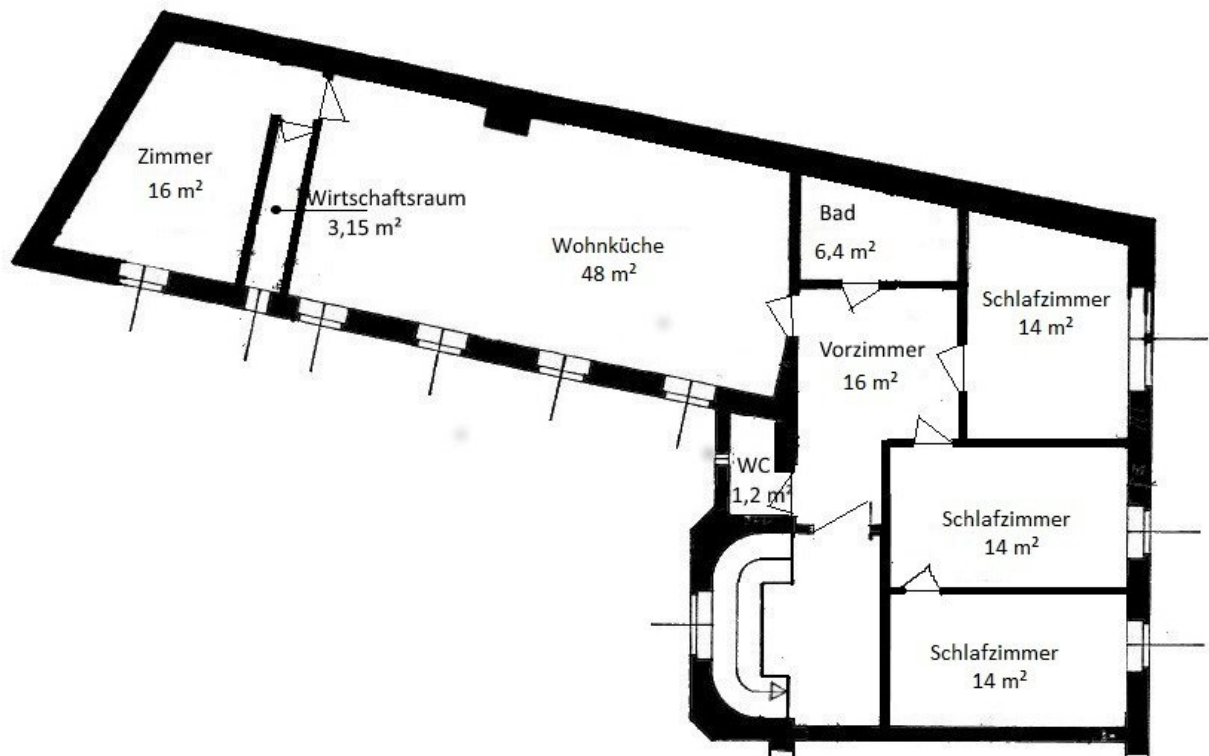 Zimmer
16 m²
Wirtschaftsraum
3,15 m²
Wohnküche
48 m²
Bad
6,4 m²
Schlafzimmer
14 m²
Vorzimmer
16 m²
WC
1,2 m²
Schlafzimmer
14 m²
Schlafzimmer
14 m²